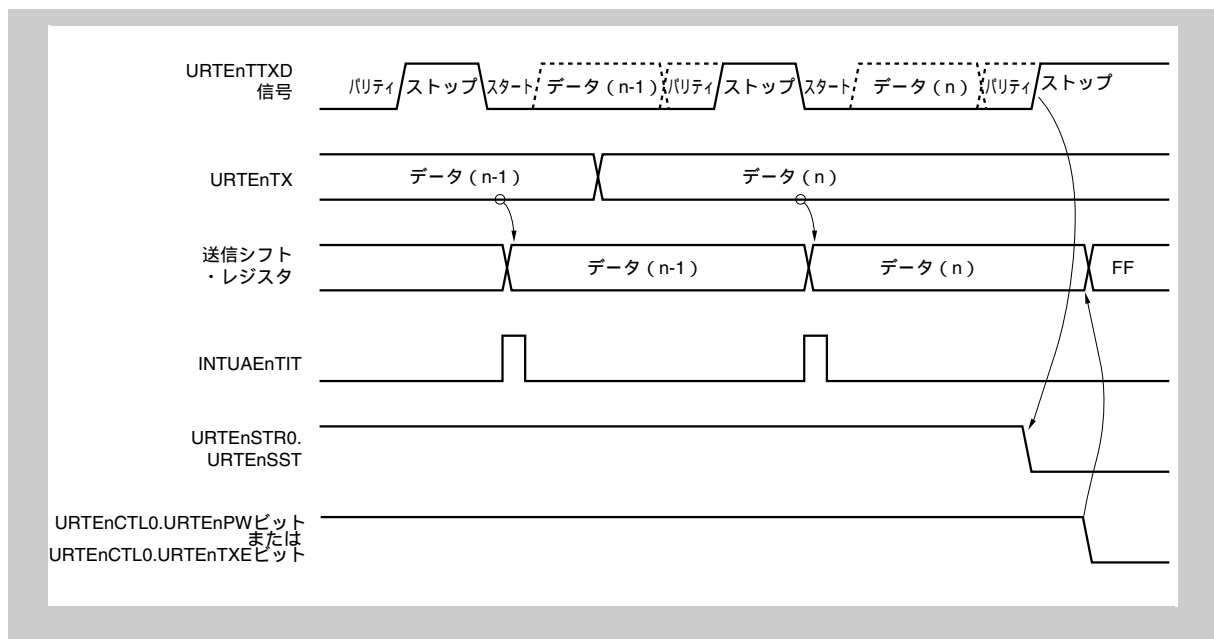 URTEnTTXD
信号
パリティ ストップ スタート データ（n-1） パリティ ストップ スタート データ（n） パリティ ストップ
URTEnTX
データ（n-1） データ（n）
送信シフト
・レジスタ
データ（n-1） データ（n） FF
INTUAEnTIT
URTEnSTR0.
URTEnSST
URTEnCTL0.URTEnPWビット
または
URTEnCTL0.URTEnTXEビット